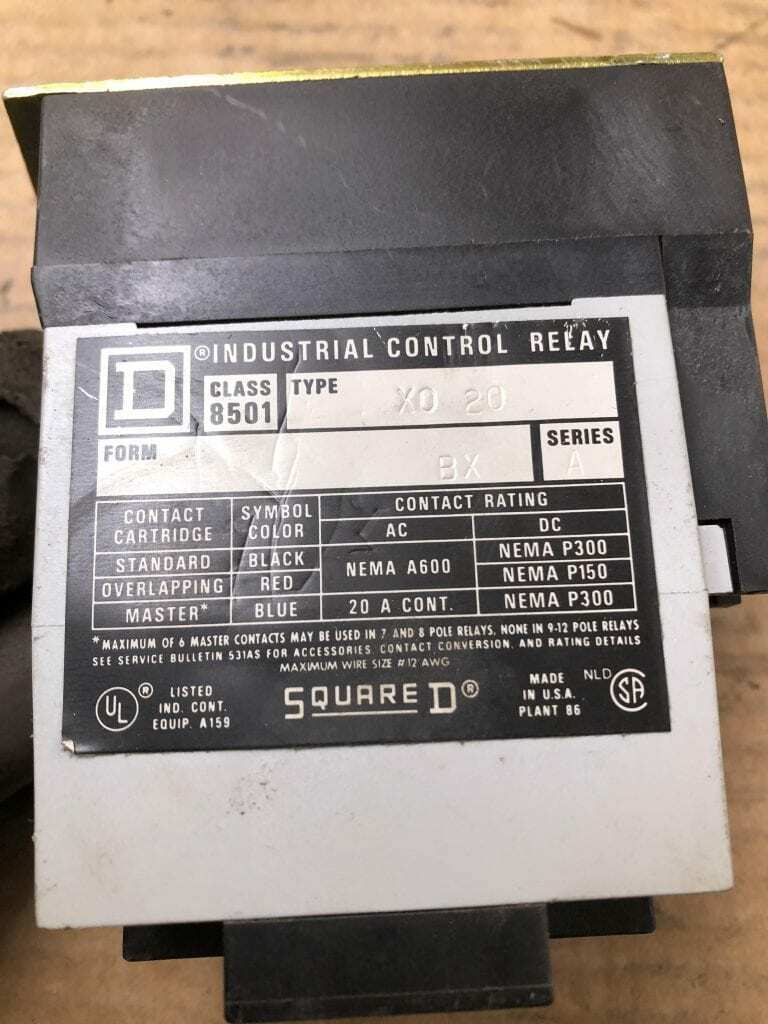 D® INDUSTRIAL CONTROL RELAY
CLASS 8501 TYPE XO 20
FORM BX SERIES A
CONTACT CARTRIDGE SYMBOL COLOR CONTACT RATING
AC DC
STANDARD BLACK NEMA A600 NEMA P300
OVERLAPPING RED NEMA P150
MASTER* BLUE 20 A CONT. NEMA P300
*MAXIMUM OF 6 MASTER CONTACTS MAY BE USED IN 7 AND 8 POLE RELAYS, NONE IN 9-12 POLE RELAYS
SEE SERVICE BULLETIN 531AS FOR ACCESSORIES, CONTACT CONVERSION, AND RATING DETAILS
MAXIMUM WIRE SIZE #12 AWG
UL® LISTED IND. CONT. EQUIP. A159
SQUARE D®
MADE IN U.S.A. PLANT 86
NLD SA